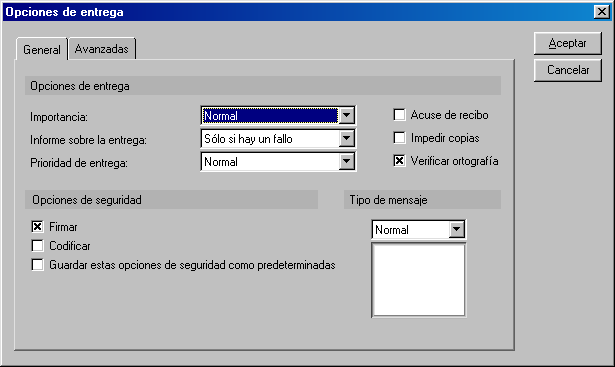 Opciones de entrega
General
Avanzadas
Aceptar
Cancelar
Opciones de entrega
Importancia:
Normal
Acuse de recibo
Informe sobre la entrega:
Sólo si hay un fallo
Impedir copias
Prioridad de entrega:
Normal
Verificar ortografía
Opciones de seguridad
Tipo de mensaje
Firmar
Normal
Codificar
Guardar estas opciones de seguridad como predeterminadas